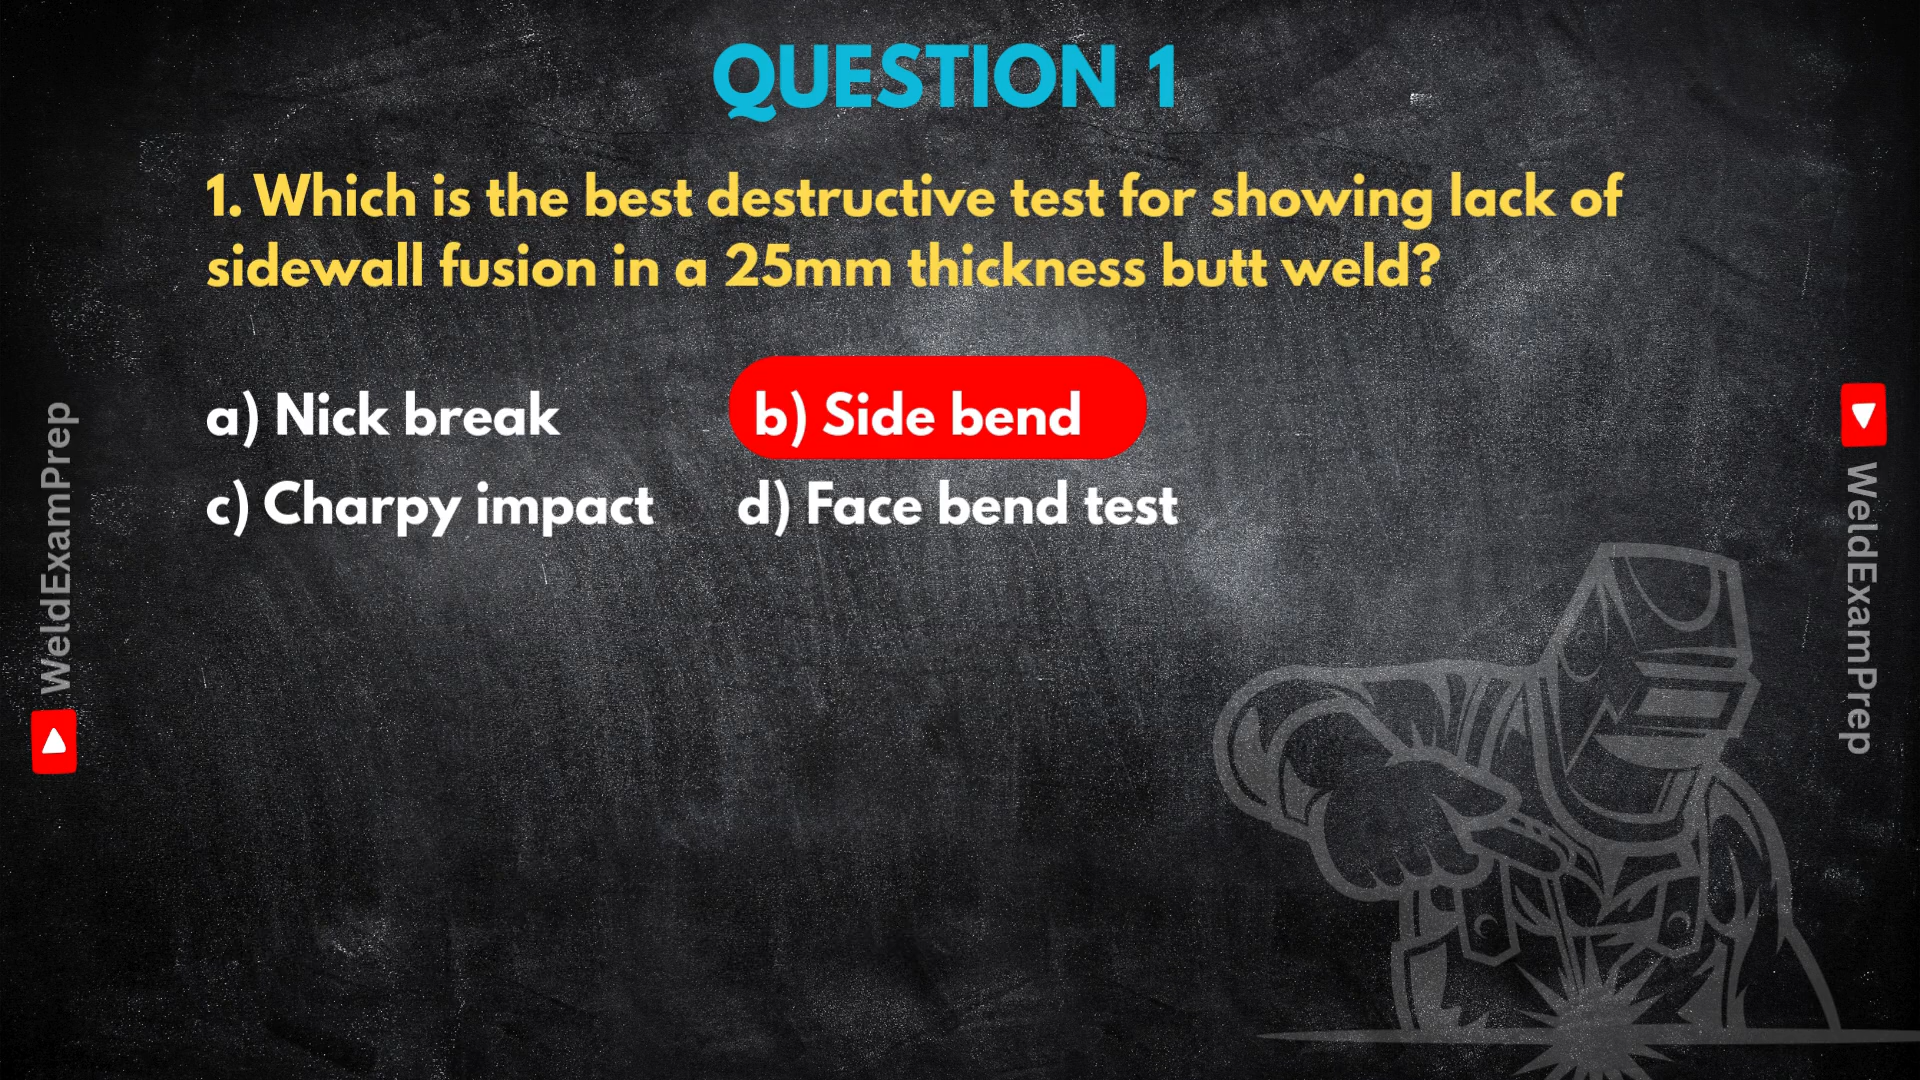 QUESTION 1
1. Which is the best destructive test for showing lack of
sidewall fusion in a 25mm thickness butt weld?
a) Nick break b) Side bend
c) Charpy impact d) Face bend test
WeldExamPrep
WeldExamPrep